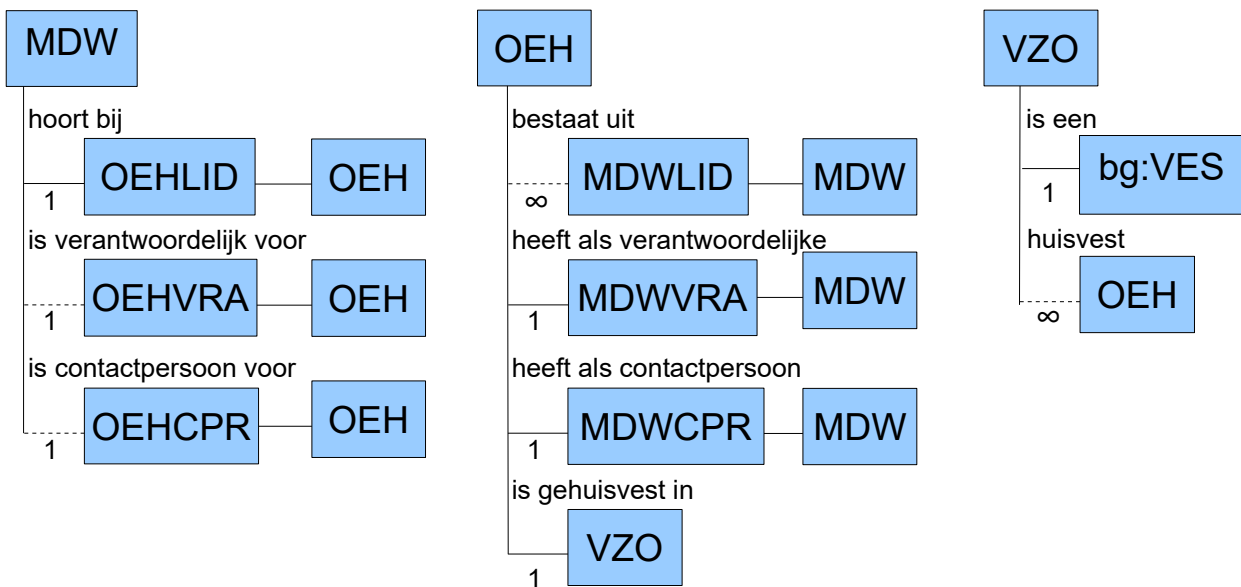 MDW
hoort bij
OEHLID OEH
1
is verantwoordelijk voor
OEHVRA OEH
1
is contactpersoon voor
OEHCPR OEH
1
OEH
bestaat uit
MDWLID MDW
∞
heeft als verantwoordelijke
MDWVRA MDW
1
heeft als contactpersoon
MDWCPR MDW
1
is gehuisvest in
VZO
1
VZO
is een
bg:VES
1
huisvest
OEH
∞